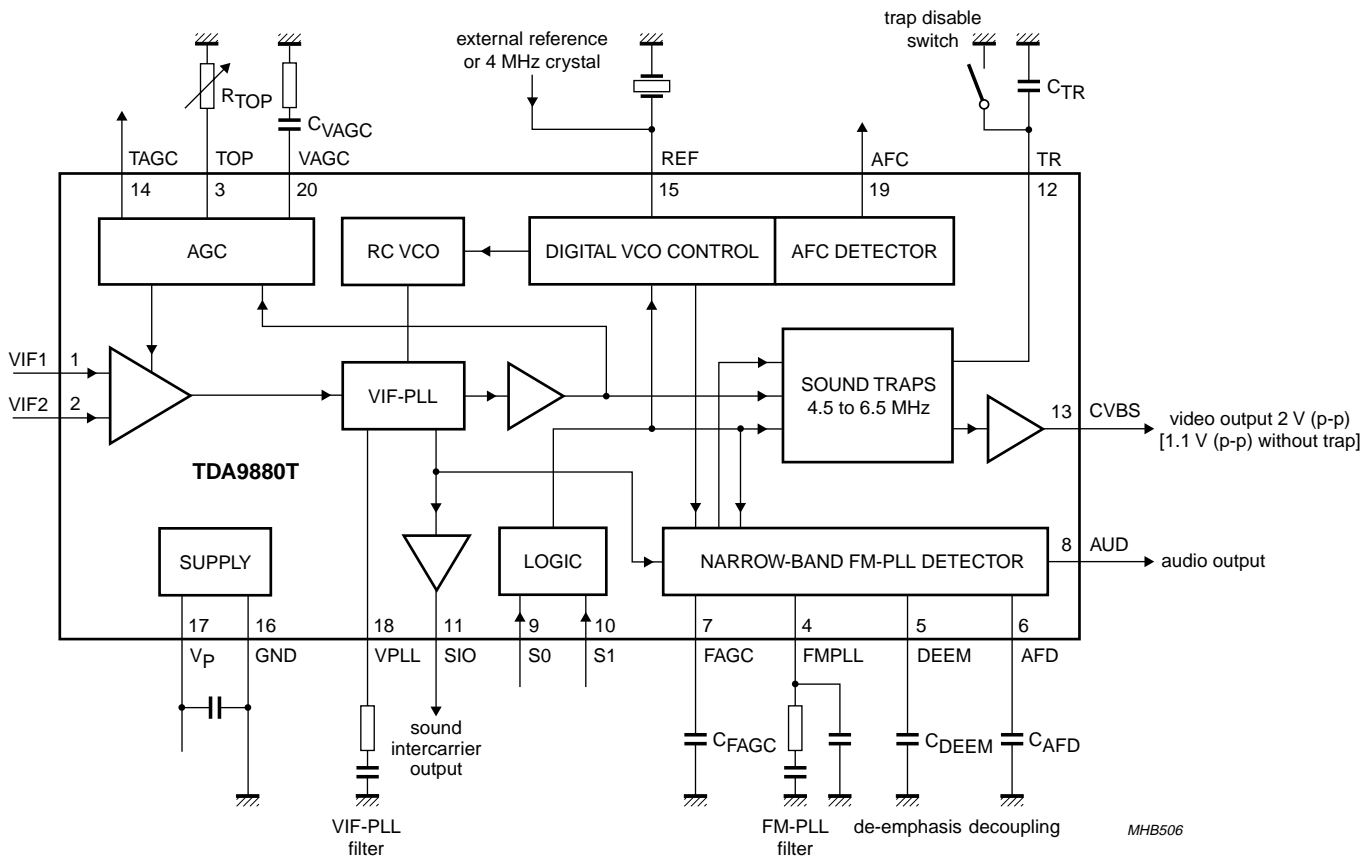 trap disable
switch
external reference
or 4 MHz crystal
RTOP
CVAGC
CTR
TAGC
TOP
VAGC
REF
AFC
TR
14
3
20
15
19
12
AGC
RC VCO
DIGITAL VCO CONTROL
AFC DETECTOR
VIF1
1
VIF2
2
VIF-PLL
SOUND TRAPS
4.5 to 6.5 MHz
13
CVBS
video output 2 V (p-p)
[1.1 V (p-p) without trap]
TDA9880T
SUPPLY
LOGIC
NARROW-BAND FM-PLL DETECTOR
8
AUD
audio output
17
16
18
11
9
10
7
4
5
6
VP
GND
VPLL
SIO
S0
S1
FAGC
FMPLL
DEEM
AFD
sound
intercarrier
output
CFAGC
CDEEM
CAFD
VIF-PLL
filter
FM-PLL
filter
de-emphasis
decoupling
MHB506